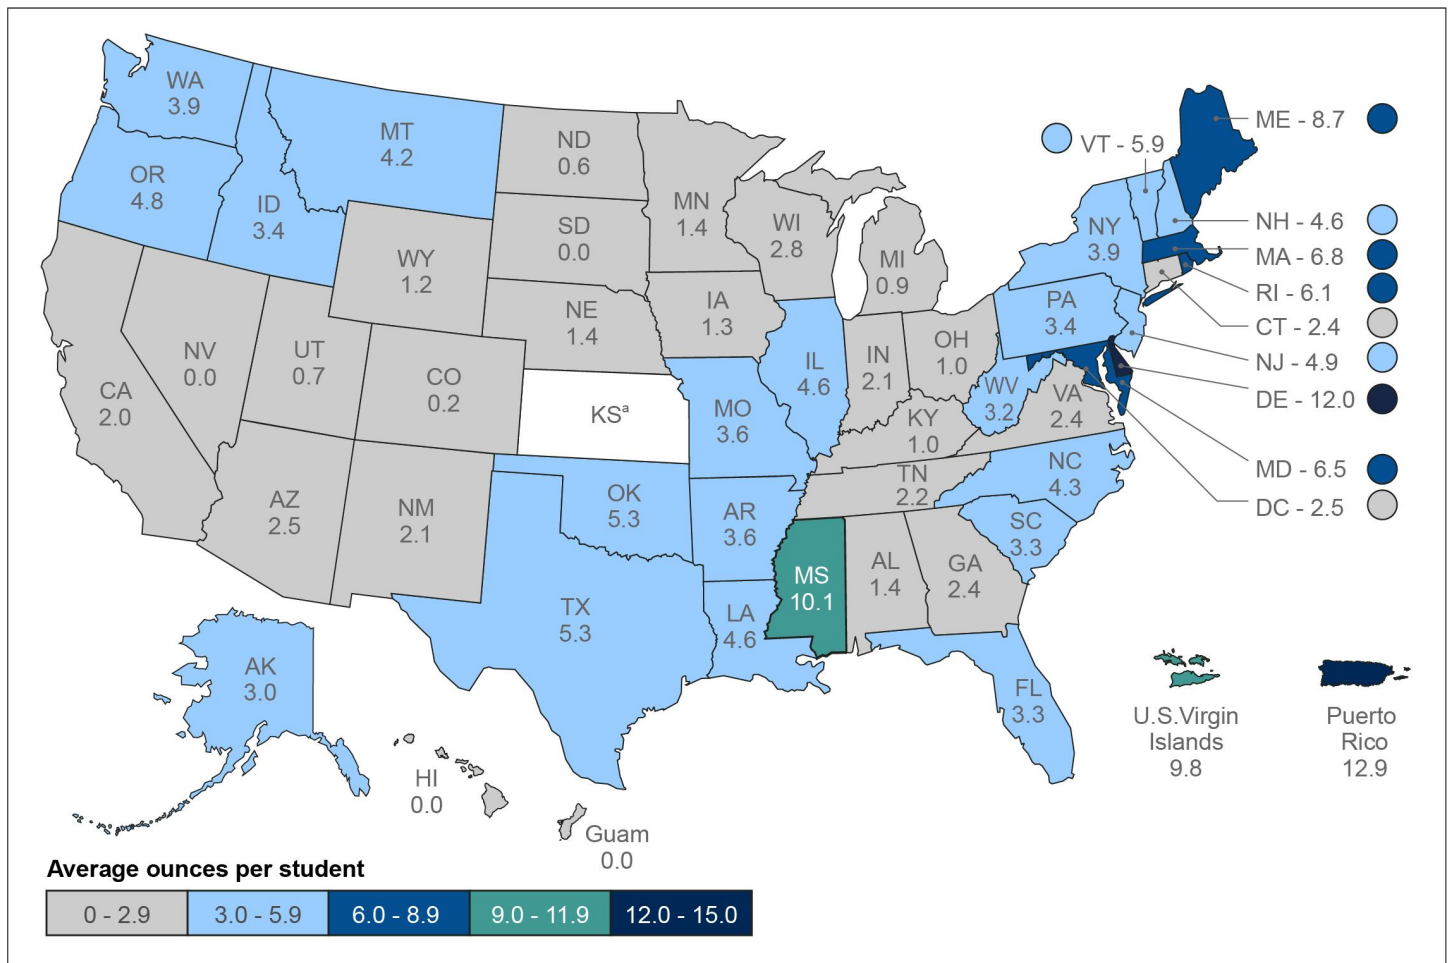 WA
3.9
MT
4.2
ND
0.6
MN
1.4
OR
4.8
ID
3.4
SD
0.0
WI
2.8
WY
1.2
MI
0.9
NE
1.4
IA
1.3
NV
0.0
UT
0.7
CO
0.2
IL
4.6
IN
2.1
OH
1.0
CA
2.0
KSᵃ
MO
3.6
KY
1.0
WV
3.2
VA
2.4
PA
3.4
NY
3.9
VT - 5.9
ME - 8.7
NH - 4.6
MA - 6.8
RI - 6.1
CT - 2.4
NJ - 4.9
DE - 12.0
MD - 6.5
DC - 2.5
AZ
2.5
NM
2.1
OK
5.3
AR
3.6
TN
2.2
NC
4.3
SC
3.3
MS
10.1
AL
1.4
GA
2.4
TX
5.3
LA
4.6
FL
3.3
AK
3.0
HI
0.0
Guam
0.0
U.S.Virgin
Islands
9.8
Puerto
Rico
12.9
Average ounces per student
0 - 2.9
3.0 - 5.9
6.0 - 8.9
9.0 - 11.9
12.0 - 15.0